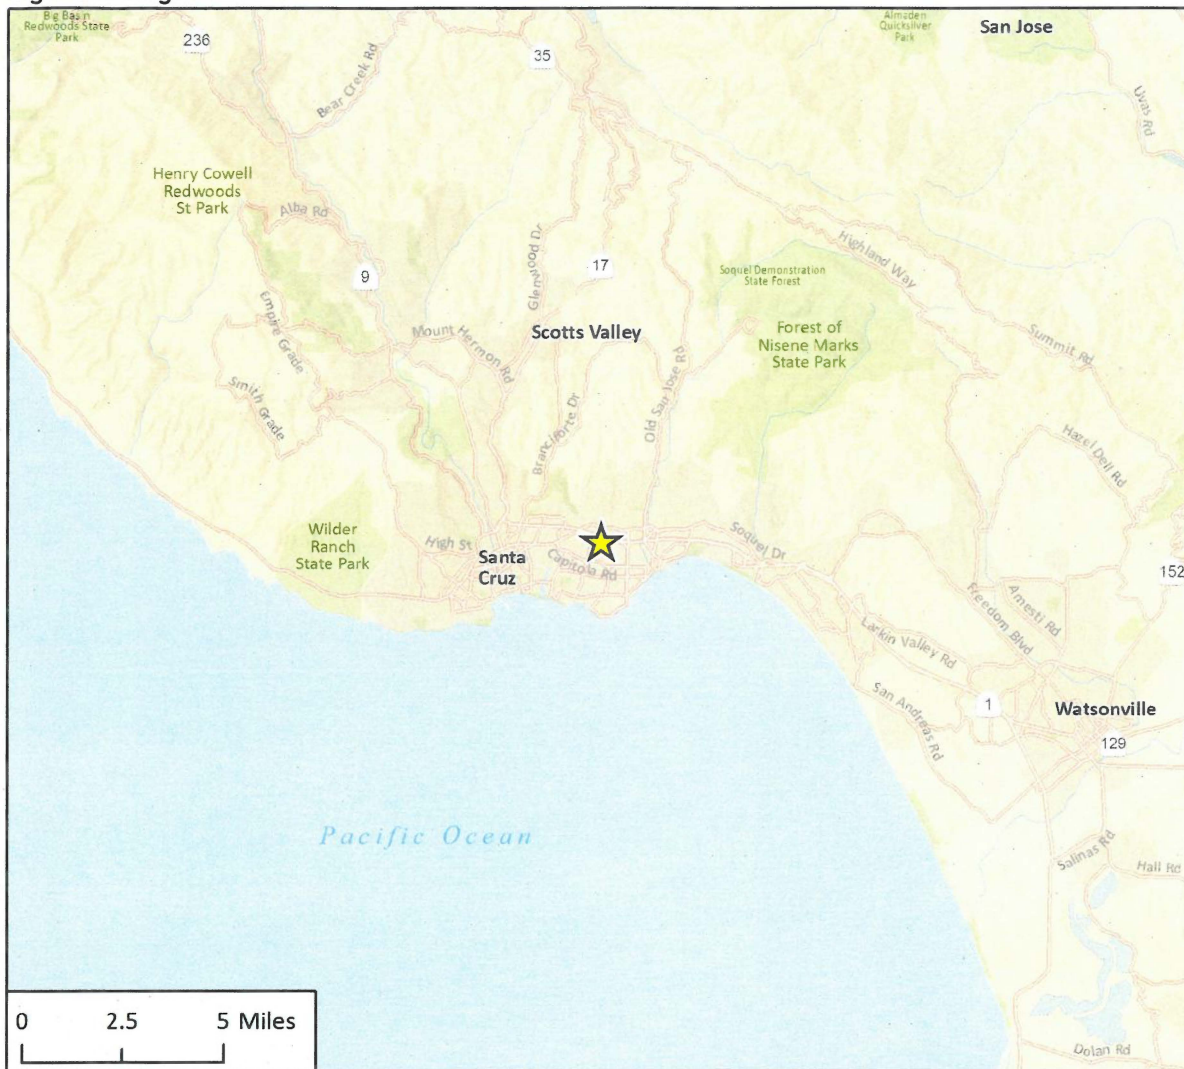 Big Basin
Redwoods State
Park
236
35
Almaden
Quicksilver
Park
San Jose
Bear Creek Rd
Uvas Rd
Henry Cowell
Redwoods
St Park
Alba Rd
9
Glenwood Dr
17
Highland Way
Soquel Demonstration
State Forest
Empire Grade
Mount Hermon Rd
Scotts Valley
Forest of
Nisene Marks
State Park
Summit Rd
Smith Grade
Branciforte Dr
Old San Jose Rd
Hazel Dell Rd
Wilder
Ranch
State Park
High St
Santa
Cruz
Capitola Rd
Soquel Dr
152
Freedom Blvd
Amesti Rd
Larkin Valley Rd
San Andreas Rd
1
Watsonville
129
Pacific Ocean
Salinas Rd
Hall Rd
0 2.5 5 Miles
Dolan Rd